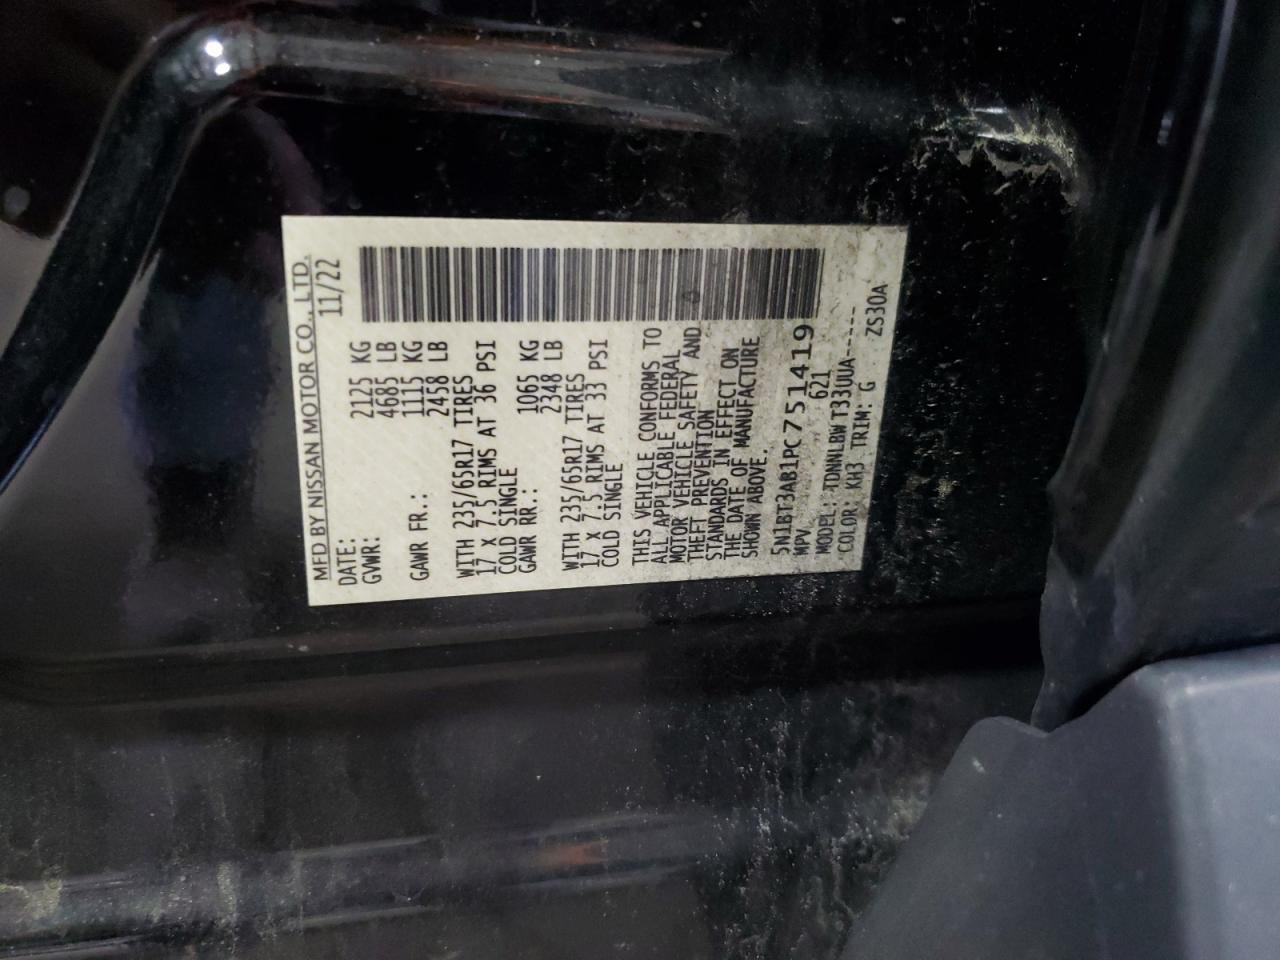 MFD BY NISSAN MOTOR CO., LTD.
DATE: 11/22
GVWR: 2125 KG
4685 LB
GAWR FR.: 1115 KG
2458 LB
WITH 235/65R17 TIRES
17 X 7.5 RIMS AT 36 PSI
COLD SINGLE
GAWR RR.: 1065 KG
2348 LB
WITH 235/65R17 TIRES
17 X 7.5 RIMS AT 33 PSI
COLD SINGLE
THIS VEHICLE CONFORMS TO
ALL APPLICABLE FEDERAL
MOTOR VEHICLE SAFETY AND
THEFT PREVENTION
STANDARDS IN EFFECT ON
THE DATE OF MANUFACTURE
SHOWN ABOVE.
5N1BT3AB1PC751419
MPV 621
MODEL: TDNNLBW T33UUA-----
COLOR: KH3 TRIM: G ZS30A